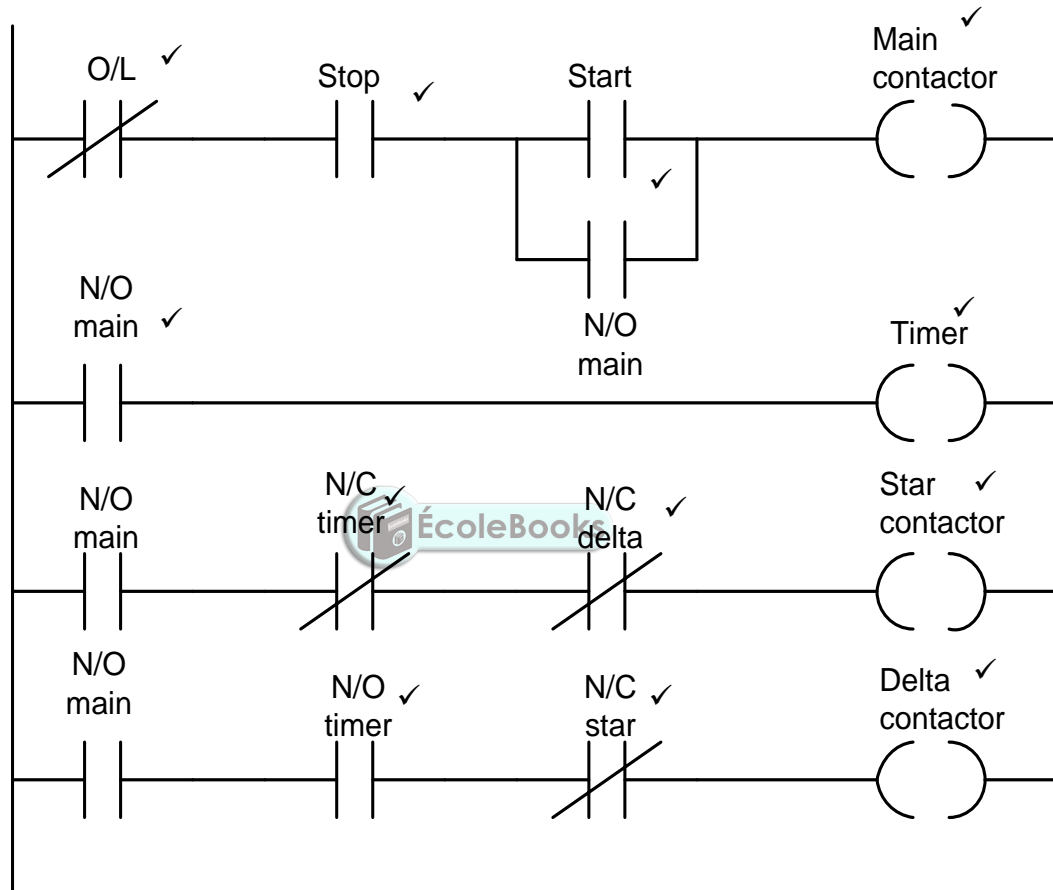 O/L ✓
Stop ✓
Start ✓
Main ✓
contactor
N/O
main
N/O
main ✓
Timer ✓
N/O
main
N/C ✓
timer
N/C
delta ✓
Star ✓
contactor
ÉcoleBooks
N/O
main
N/O
timer ✓
N/C
star ✓
Delta ✓
contactor